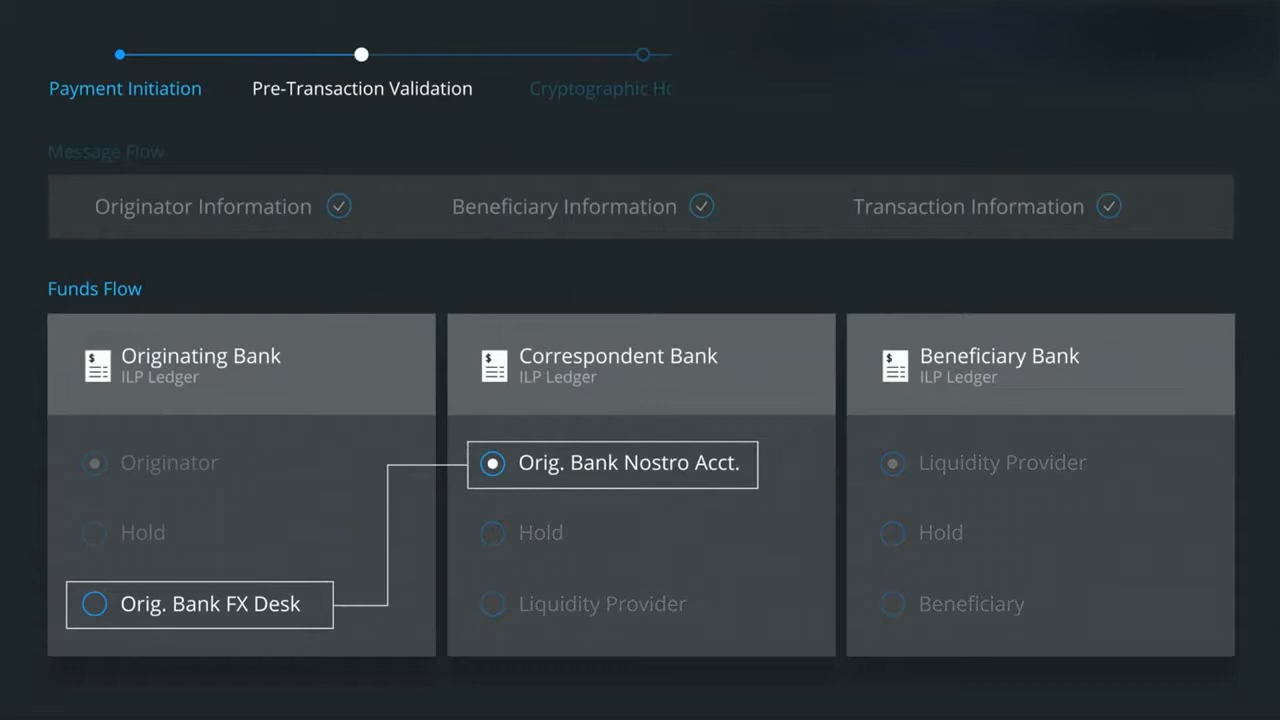 Payment Initiation
Pre-Transaction Validation
Cryptographic
Message Flow
Originator Information
Beneficiary Information
Transaction Information
Funds Flow
$ Originating Bank
ILP Ledger
Originator
Hold
Orig. Bank FX Desk
$ Correspondent Bank
ILP Ledger
Orig. Bank Nostro Acct.
Hold
Liquidity Provider
$ Beneficiary Bank
ILP Ledger
Liquidity Provider
Hold
Beneficiary